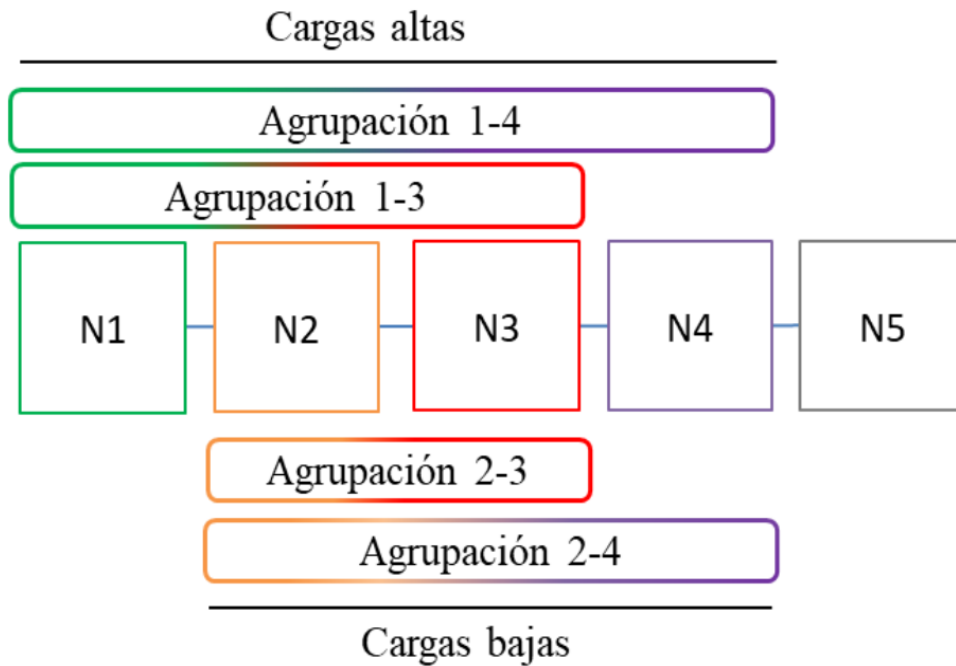 Cargas altas
Agrupación 1-4
Agrupación 1-3
N1 N2 N3 N4 N5
Agrupación 2-3
Agrupación 2-4
Cargas bajas